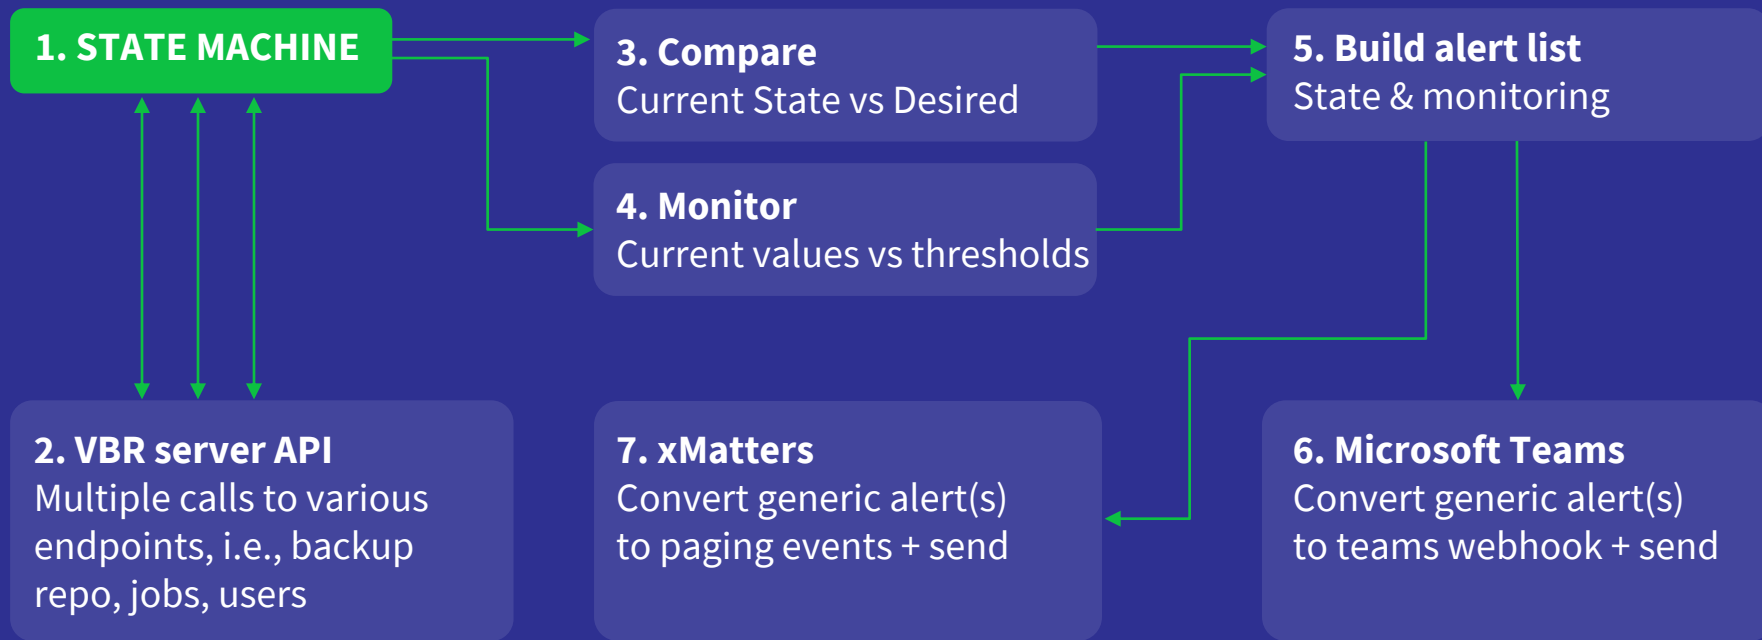 1. STATE MACHINE
3. Compare
Current State vs Desired
5. Build alert list
State & monitoring
4. Monitor
Current values vs thresholds
2. VBR server API
Multiple calls to various
endpoints, i.e., backup
repo, jobs, users
7. xMatters
Convert generic alert(s)
to paging events + send
6. Microsoft Teams
Convert generic alert(s)
to teams webhook + send